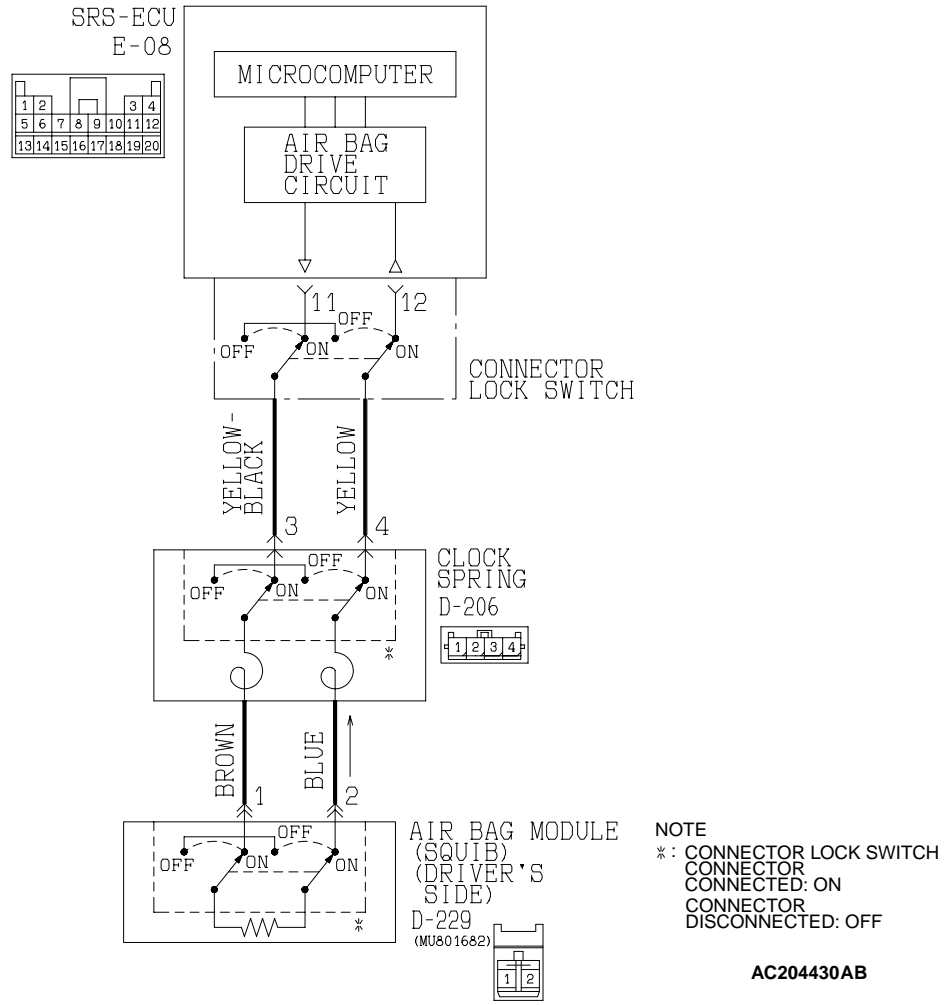 SRS-ECU
E-08
1 2 3 4
5 6 7 8 9 10 11 12
13 14 15 16 17 18 19 20
MICROCOMPUTER
AIR BAG
DRIVE
CIRCUIT
11 12
OFF
OFF ON ON
CONNECTOR
LOCK SWITCH
YELLOW-
BLACK
YELLOW
3 4
OFF
OFF ON ON
CLOCK
SPRING
D-206
1 2 3 4
※
BROWN
BLUE
1 2
OFF
OFF ON ON
※
AIR BAG MODULE
(SQUIB)
(DRIVER'S
SIDE)
D-229
(MU801682)
1 2
NOTE
※: CONNECTOR LOCK SWITCH
CONNECTOR
CONNECTED: ON
CONNECTOR
DISCONNECTED: OFF
AC204430AB